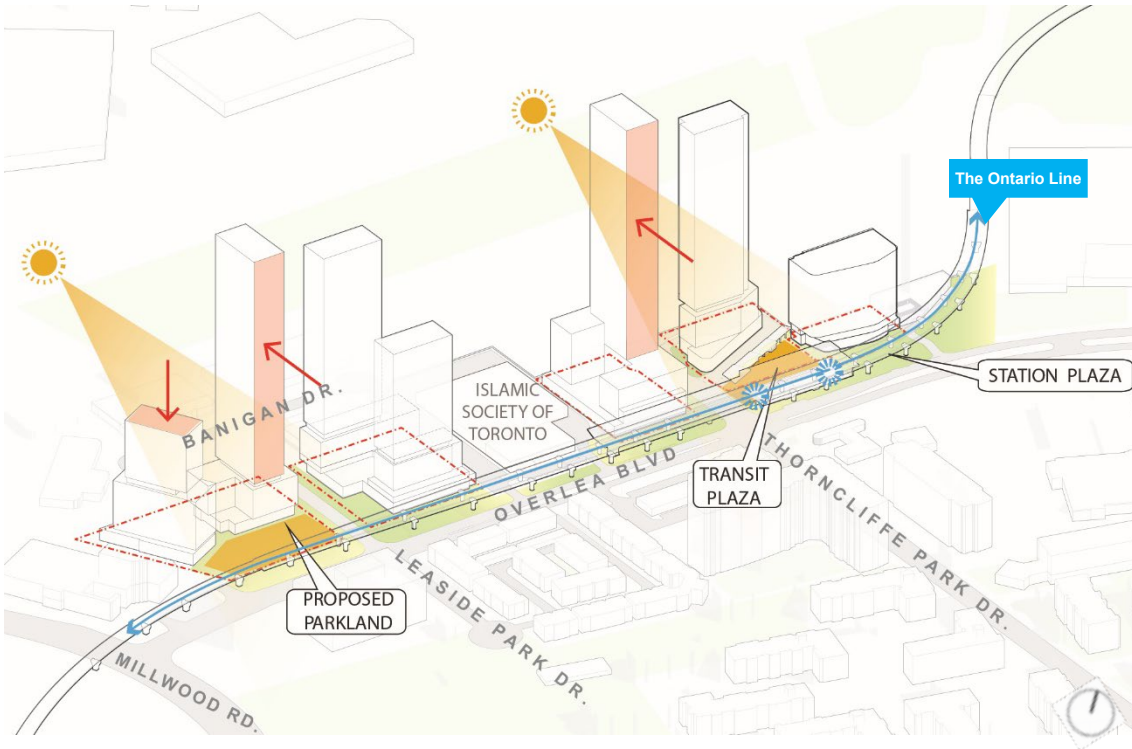 The Ontario Line
BANIGAN DR.
ISLAMIC
SOCIETY OF
TORONTO
STATION PLAZA
OVERLEA BLVD
TRANSIT
PLAZA
THORNCLIFFE PARK DR.
LEASIDE PARK DR.
PROPOSED
PARKLAND
MILLWOOD RD.